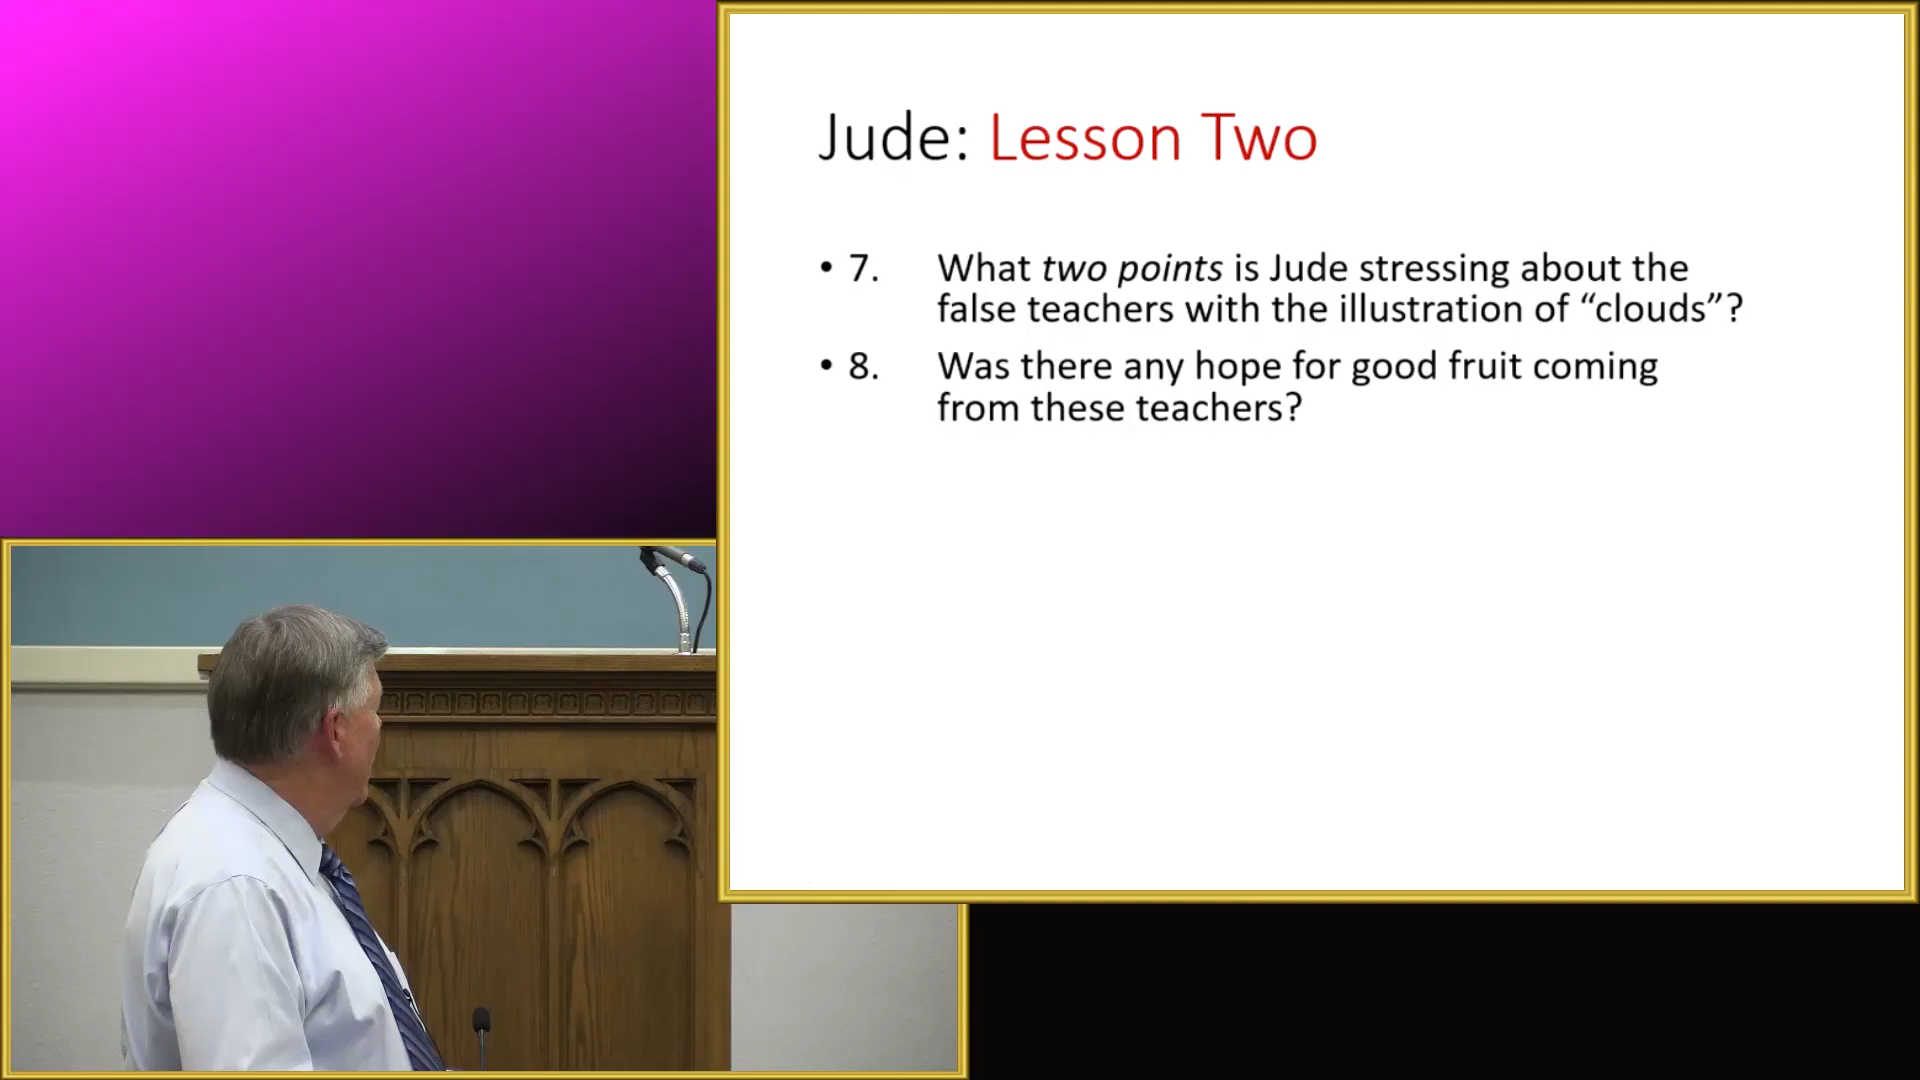 Jude: Lesson Two
• 7. What two points is Jude stressing about the
false teachers with the illustration of “clouds”?
• 8. Was there any hope for good fruit coming
from these teachers?